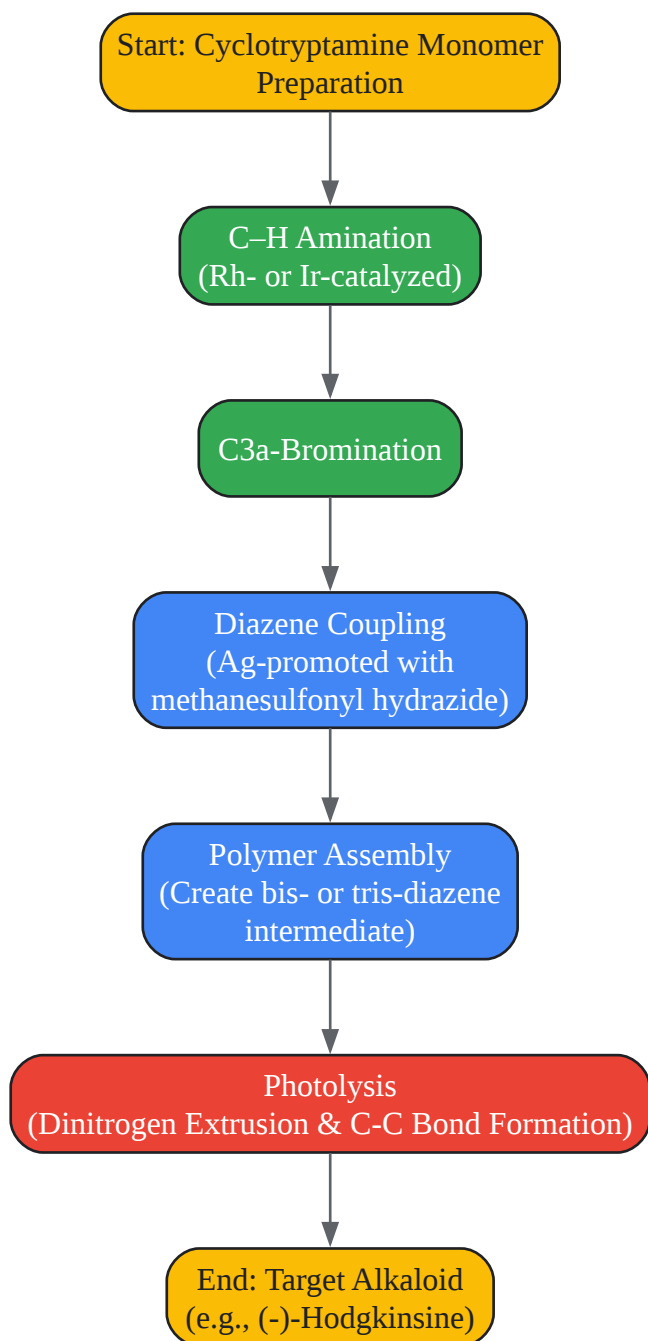 Start: Cyclotryptamine Monomer
Preparation
C–H Amination
(Rh- or Ir-catalyzed)
C3a-Bromination
Diazene Coupling
(Ag-promoted with
methanesulfonyl hydrazide)
Polymer Assembly
(Create bis- or tris-diazene
intermediate)
Photolysis
(Dinitrogen Extrusion & C-C Bond Formation)
End: Target Alkaloid
(e.g., (-)-Hodgkinsine)